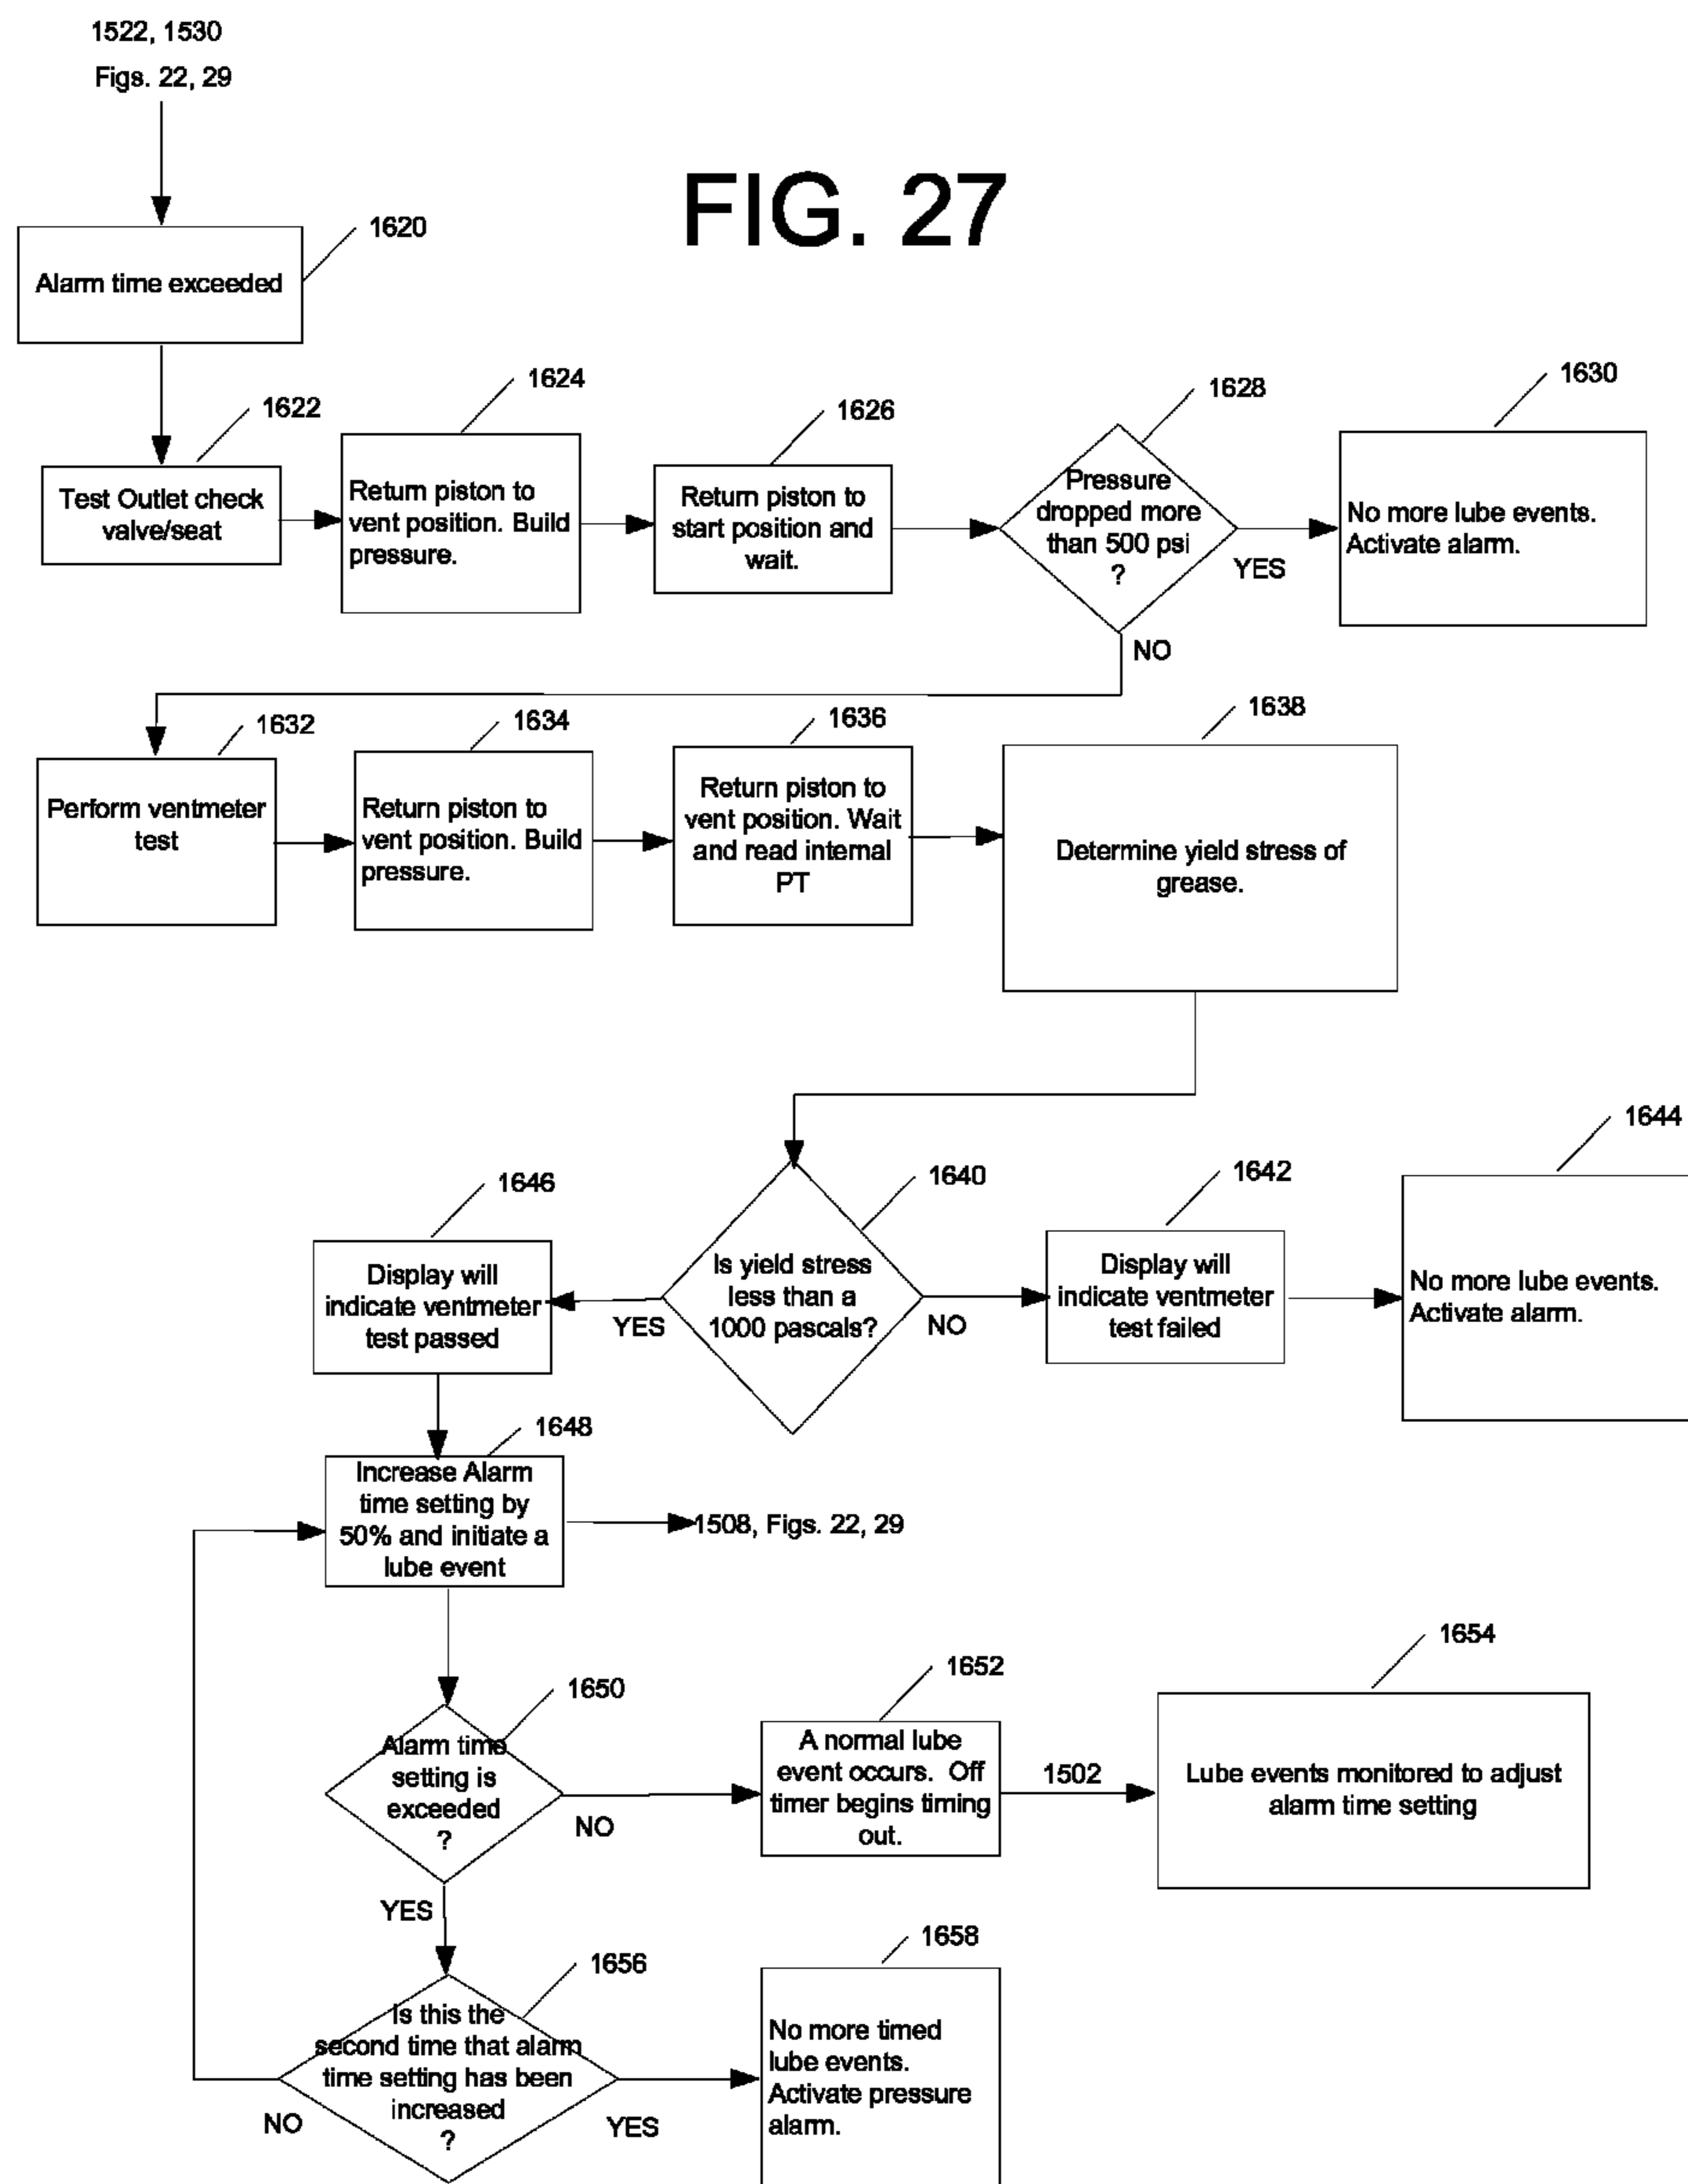 1522, 1530
Figs. 22, 29
FIG. 27
1620
Alarm time exceeded
1622
Test Outlet check
valve/seat
1624
Return piston to
vent position. Build
pressure.
1626
Return piston to
start position and
wait.
1628
Pressure
dropped more
than 500 psi
?
YES
NO
1630
No more lube events.
Activate alarm.
1632
Perform ventmeter
test
1634
Return piston to
vent position. Build
pressure.
1636
Return piston to
vent position. Wait
and read internal
PT
1638
Determine yield stress of
grease.
1640
Is yield stress
less than a
1000 pascals?
YES
NO
1642
Display will
indicate ventmeter
test failed
1644
No more lube events.
Activate alarm.
1646
Display will
indicate ventmeter
test passed
1648
Increase Alarm
time setting by
50% and initiate a
lube event
1508, Figs. 22, 29
1650
Alarm time
setting is
exceeded
?
NO
YES
1652
A normal lube
event occurs. Off
timer begins timing
out.
1502
1654
Lube events monitored to adjust
alarm time setting
1656
Is this the
second time that alarm
time setting has been
increased
?
NO
YES
1658
No more timed
lube events.
Activate pressure
alarm.